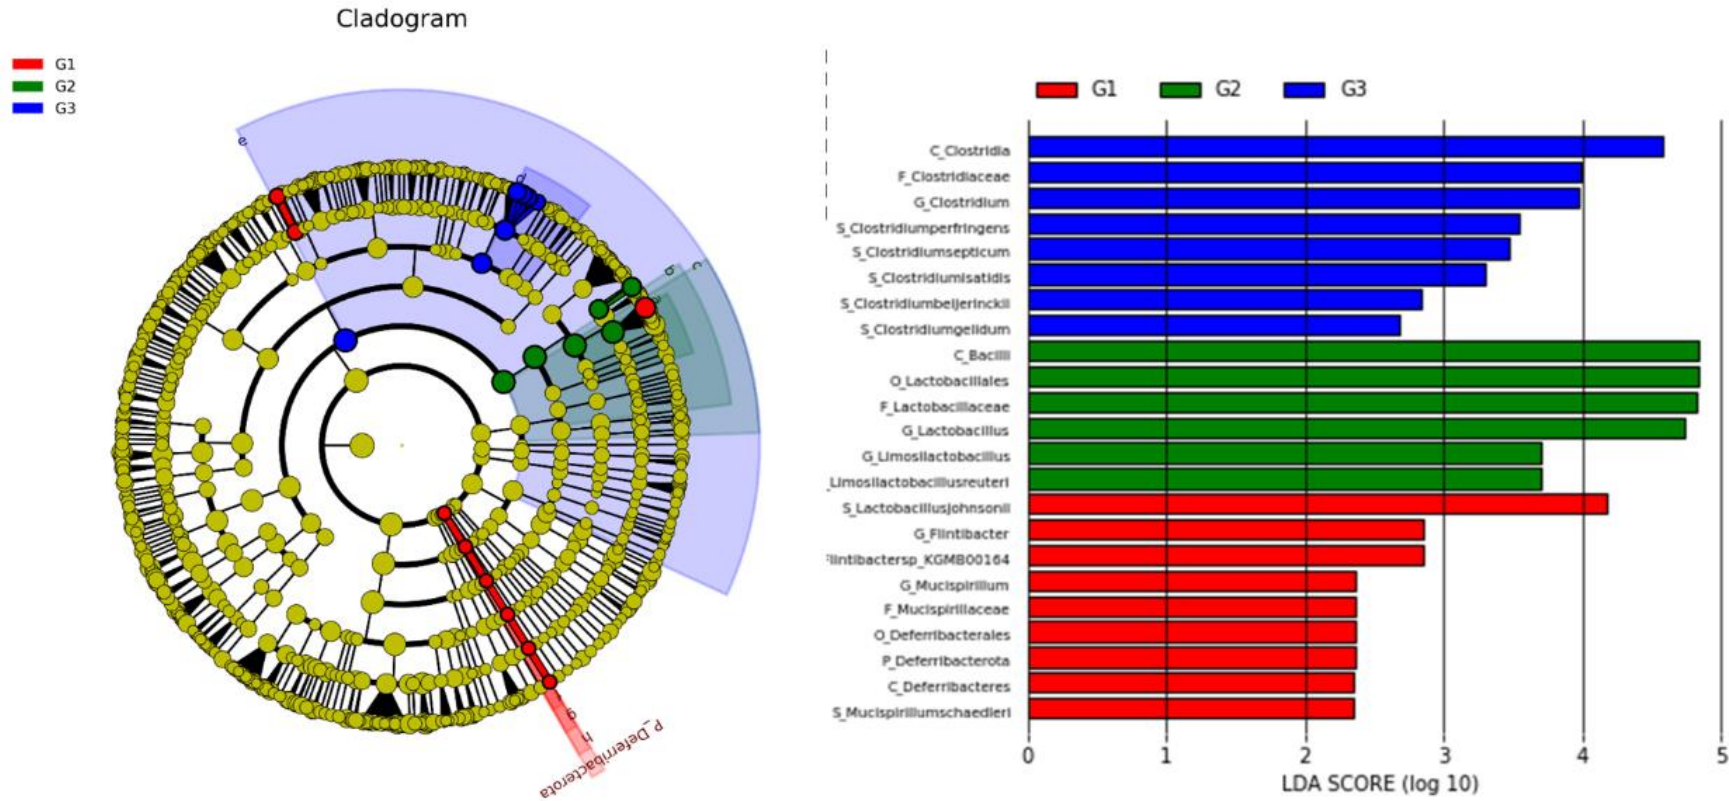 Cladogram
G1
G2
G3
e
d
b
c
a
g
h
P_Deferribacterota
G1 G2 G3
C_Clostridia
F_Clostridiaceae
G_Clostridium
S_Clostridiumperfringens
S_Clostridiumsepticum
S_Clostridiumisatidis
S_Clostridiumbeijerinckii
S_Clostridiumgelidum
C_Bacilli
O_Lactobacillales
F_Lactobacillaceae
G_Lactobacillus
G_Limosilactobacillus
_Limosilactobacillusreuteri
S_Lactobacillusjohnsonii
G_Flintibacter
Flintibactersp_KGMB00164
G_Mucispirillum
F_Mucispirillaceae
O_Deferribacterales
P_Deferribacterota
C_Deferribacteres
S_Mucispirillumschaedleri
0 1 2 3 4 5
LDA SCORE (log 10)